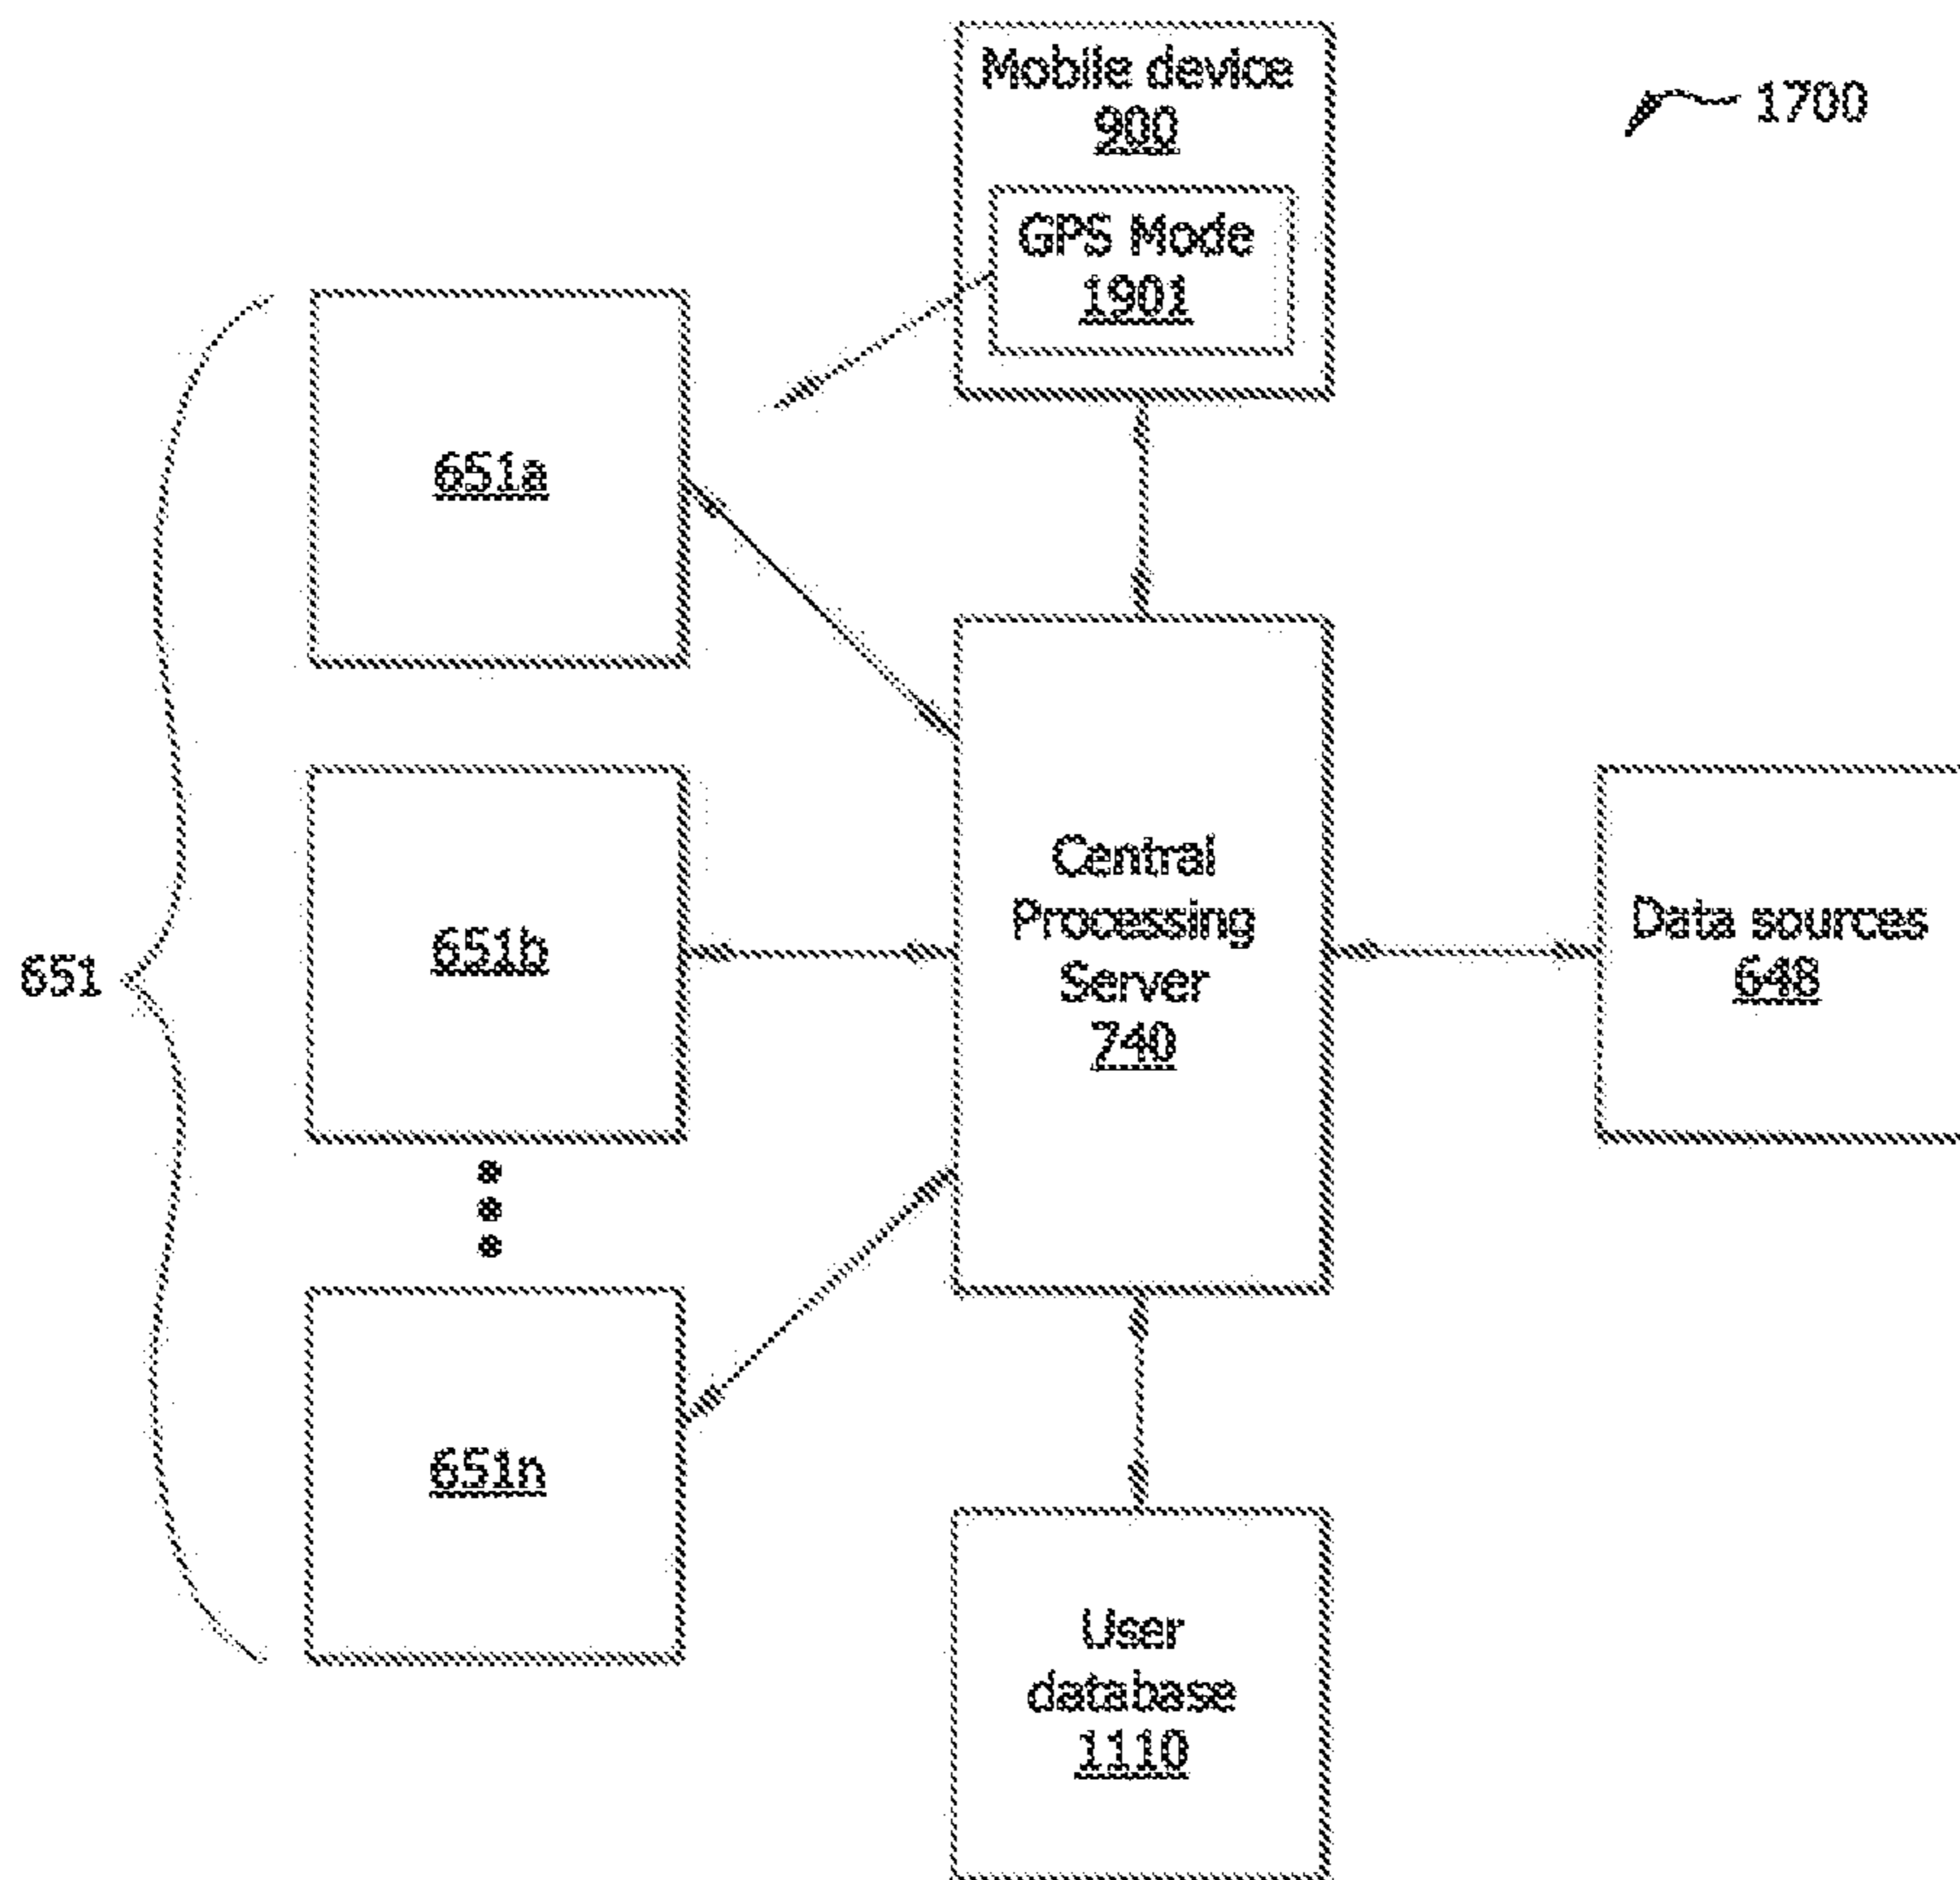 Mobile device
900
1700
GPS Mode
1901
651a
651b
651
Central
Processing
Server
740
Data sources
648
651n
User
database
1110